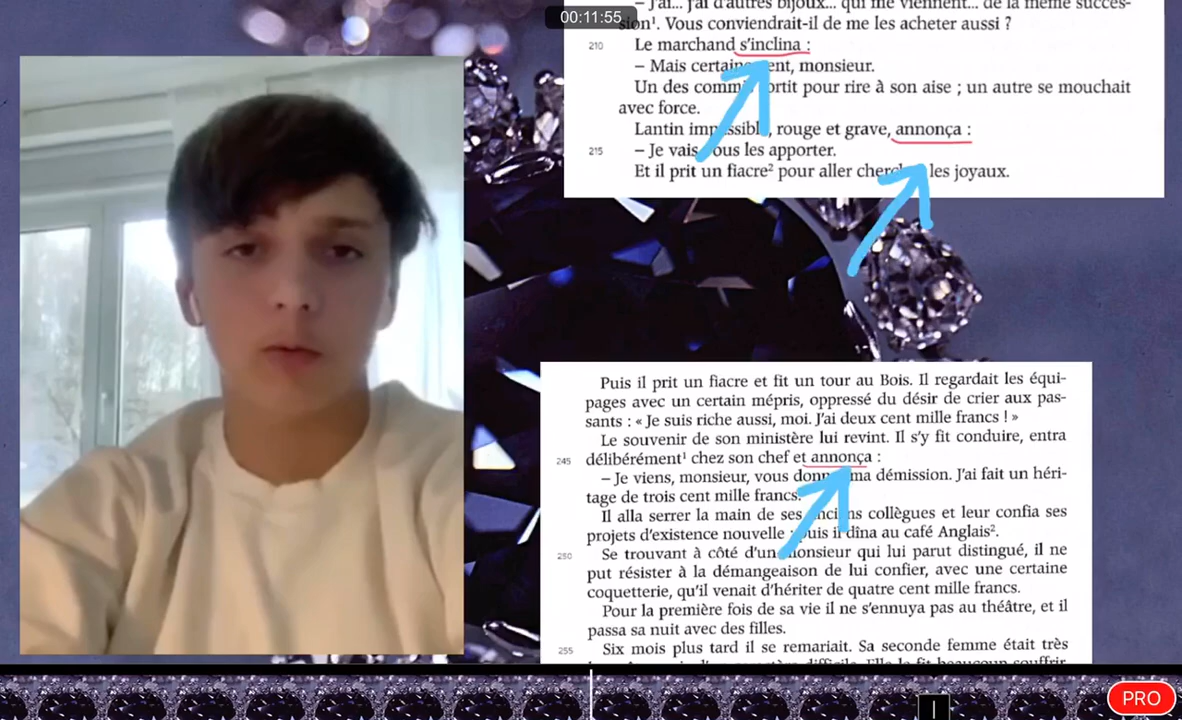 00:11:55
– J'ai... j'ai d'autres bijoux... qui me viennent... de la même succes-
sion¹. Vous conviendrait-il de me les acheter aussi ?
210 Le marchand s'inclina :
– Mais certainement, monsieur.
Un des commis sortit pour rire à son aise ; un autre se mouchait
avec force.
Lantin impassible, rouge et grave, annonça :
215 – Je vais vous les apporter.
Et il prit un fiacre² pour aller chercher les joyaux.
Puis il prit un fiacre et fit un tour au Bois. Il regardait les équi-
pages avec un certain mépris, oppressé du désir de crier aux pas-
sants : « Je suis riche aussi, moi. J'ai deux cent mille francs ! »
Le souvenir de son ministère lui revint. Il s'y fit conduire, entra
245 délibérément¹ chez son chef et annonça :
– Je viens, monsieur, vous donner ma démission. J'ai fait un héri-
tage de trois cent mille francs.
Il alla serrer la main de ses anciens collègues et leur confia ses
projets d'existence nouvelle ; puis il dîna au café Anglais².
250 Se trouvant à côté d'un monsieur qui lui parut distingué, il ne
put résister à la démangeaison de lui confier, avec une certaine
coquetterie, qu'il venait d'hériter de quatre cent mille francs.
Pour la première fois de sa vie il ne s'ennuya pas au théâtre, et il
passa sa nuit avec des filles.
255 Six mois plus tard il se remariait. Sa seconde femme était très
PRO